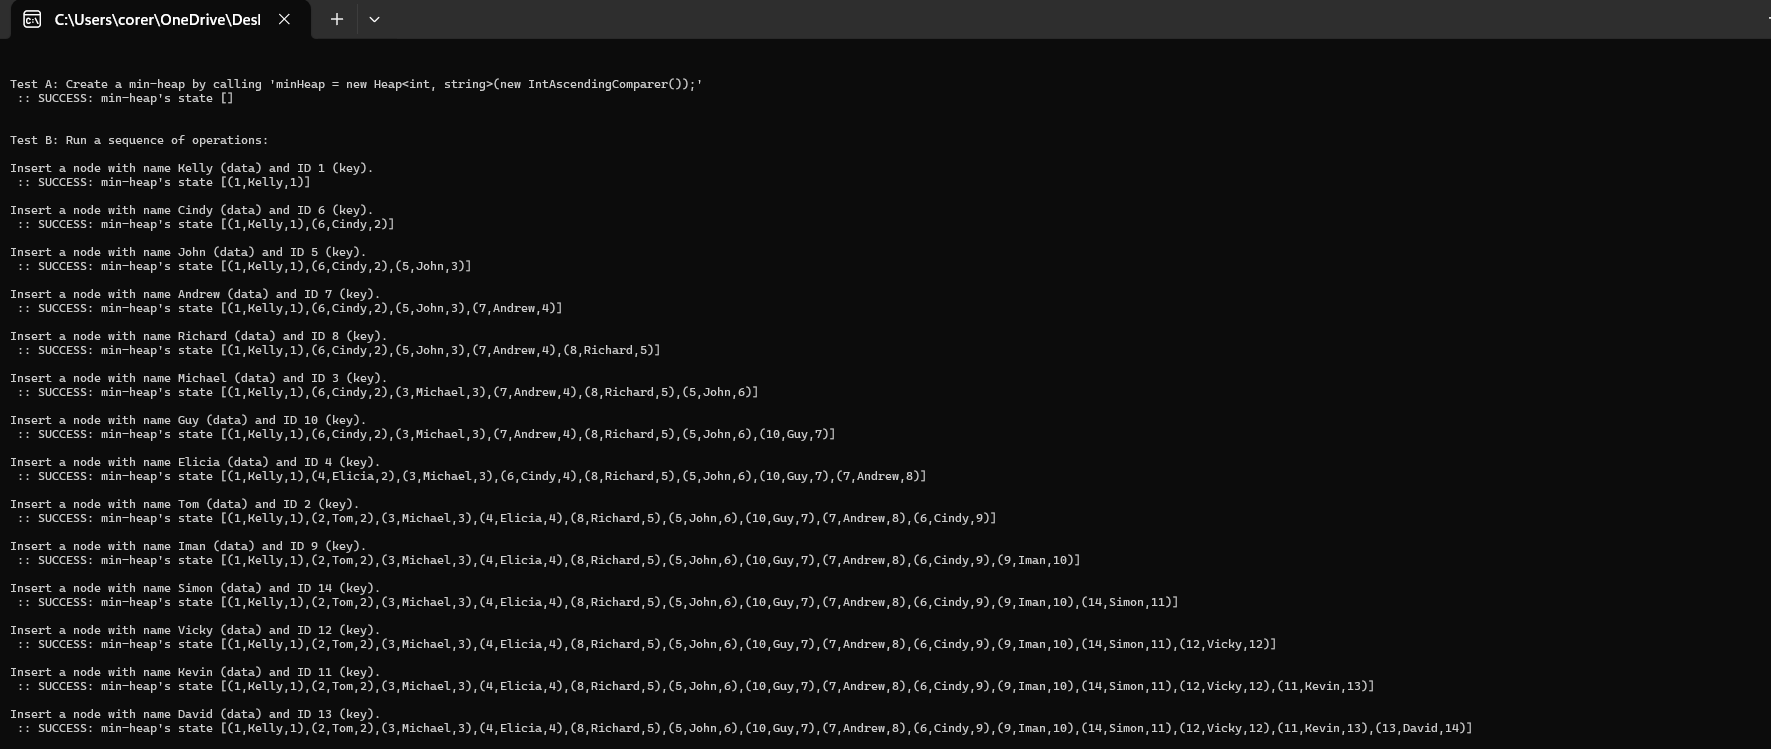 C:\Users\corer\OneDrive\Desl
Test A: Create a min-heap by calling 'minHeap = new Heap<int, string>(new IntAscendingComparer());'
:: SUCCESS: min-heap's state []
Test B: Run a sequence of operations:
Insert a node with name Kelly (data) and ID 1 (key).
:: SUCCESS: min-heap's state [(1,Kelly,1)]
Insert a node with name Cindy (data) and ID 6 (key).
:: SUCCESS: min-heap's state [(1,Kelly,1),(6,Cindy,2)]
Insert a node with name John (data) and ID 5 (key).
:: SUCCESS: min-heap's state [(1,Kelly,1),(6,Cindy,2),(5,John,3)]
Insert a node with name Andrew (data) and ID 7 (key).
:: SUCCESS: min-heap's state [(1,Kelly,1),(6,Cindy,2),(5,John,3),(7,Andrew,4)]
Insert a node with name Richard (data) and ID 8 (key).
:: SUCCESS: min-heap's state [(1,Kelly,1),(6,Cindy,2),(5,John,3),(7,Andrew,4),(8,Richard,5)]
Insert a node with name Michael (data) and ID 3 (key).
:: SUCCESS: min-heap's state [(1,Kelly,1),(6,Cindy,2),(3,Michael,3),(7,Andrew,4),(8,Richard,5),(5,John,6)]
Insert a node with name Guy (data) and ID 10 (key).
:: SUCCESS: min-heap's state [(1,Kelly,1),(6,Cindy,2),(3,Michael,3),(7,Andrew,4),(8,Richard,5),(5,John,6),(10,Guy,7)]
Insert a node with name Elicia (data) and ID 4 (key).
:: SUCCESS: min-heap's state [(1,Kelly,1),(4,Elicia,2),(3,Michael,3),(6,Cindy,4),(8,Richard,5),(5,John,6),(10,Guy,7),(7,Andrew,8)]
Insert a node with name Tom (data) and ID 2 (key).
:: SUCCESS: min-heap's state [(1,Kelly,1),(2,Tom,2),(3,Michael,3),(4,Elicia,4),(8,Richard,5),(5,John,6),(10,Guy,7),(7,Andrew,8),(6,Cindy,9)]
Insert a node with name Iman (data) and ID 9 (key).
:: SUCCESS: min-heap's state [(1,Kelly,1),(2,Tom,2),(3,Michael,3),(4,Elicia,4),(8,Richard,5),(5,John,6),(10,Guy,7),(7,Andrew,8),(6,Cindy,9),(9,Iman,10)]
Insert a node with name Simon (data) and ID 14 (key).
:: SUCCESS: min-heap's state [(1,Kelly,1),(2,Tom,2),(3,Michael,3),(4,Elicia,4),(8,Richard,5),(5,John,6),(10,Guy,7),(7,Andrew,8),(6,Cindy,9),(9,Iman,10),(14,Simon,11)]
Insert a node with name Vicky (data) and ID 12 (key).
:: SUCCESS: min-heap's state [(1,Kelly,1),(2,Tom,2),(3,Michael,3),(4,Elicia,4),(8,Richard,5),(5,John,6),(10,Guy,7),(7,Andrew,8),(6,Cindy,9),(9,Iman,10),(14,Simon,11),(12,Vicky,12)]
Insert a node with name Kevin (data) and ID 11 (key).
:: SUCCESS: min-heap's state [(1,Kelly,1),(2,Tom,2),(3,Michael,3),(4,Elicia,4),(8,Richard,5),(5,John,6),(10,Guy,7),(7,Andrew,8),(6,Cindy,9),(9,Iman,10),(14,Simon,11),(12,Vicky,12),(11,Kevin,13)]
Insert a node with name David (data) and ID 13 (key).
:: SUCCESS: min-heap's state [(1,Kelly,1),(2,Tom,2),(3,Michael,3),(4,Elicia,4),(8,Richard,5),(5,John,6),(10,Guy,7),(7,Andrew,8),(6,Cindy,9),(9,Iman,10),(14,Simon,11),(12,Vicky,12),(11,Kevin,13),(13,David,14)]